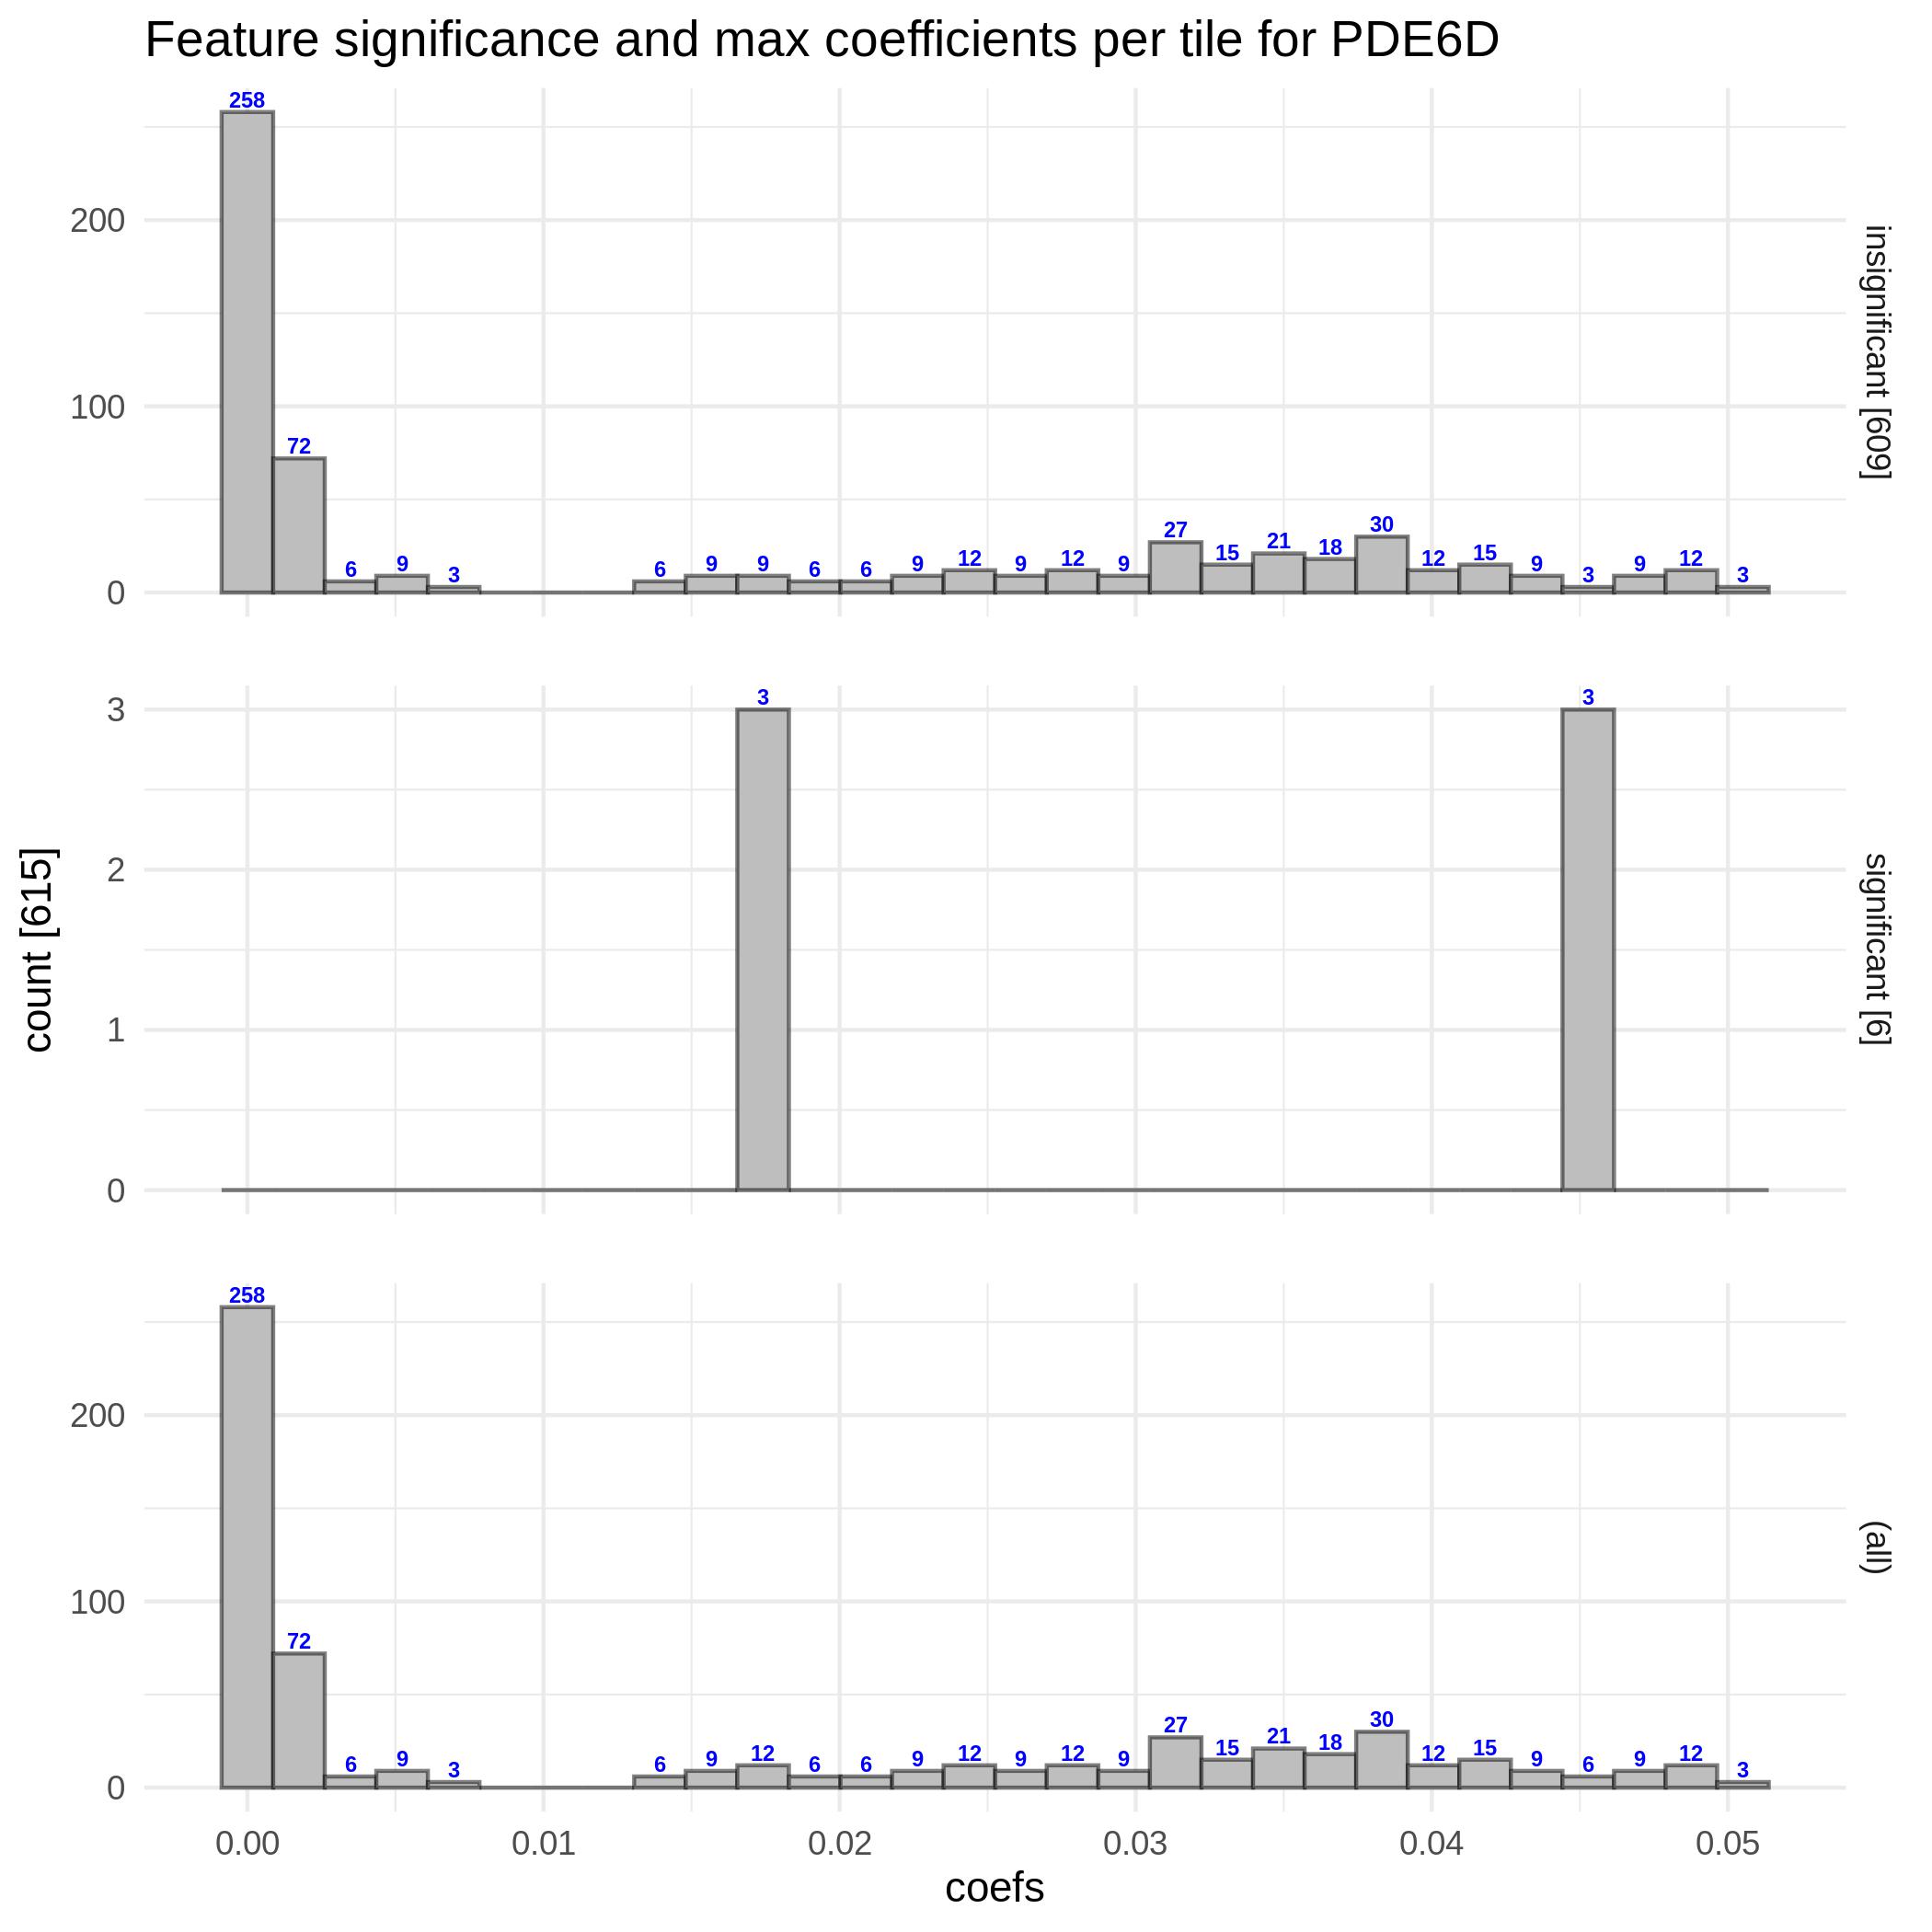 Feature significance and max coefficients per tile for PDE6D
258
72
6 9 3 6 9 9 6 6 9 12 9 12 9 27 15 21 18 30 12 15 9 3 9 12 3
200
100
0
insignificant [609]
3 3
3
2
1
0
significant [6]
count [615]
258
72
6 9 3 6 9 12 6 6 9 12 9 12 9 27 15 21 18 30 12 15 9 6 9 12 3
200
100
0
(all)
0.00 0.01 0.02 0.03 0.04 0.05
coefs